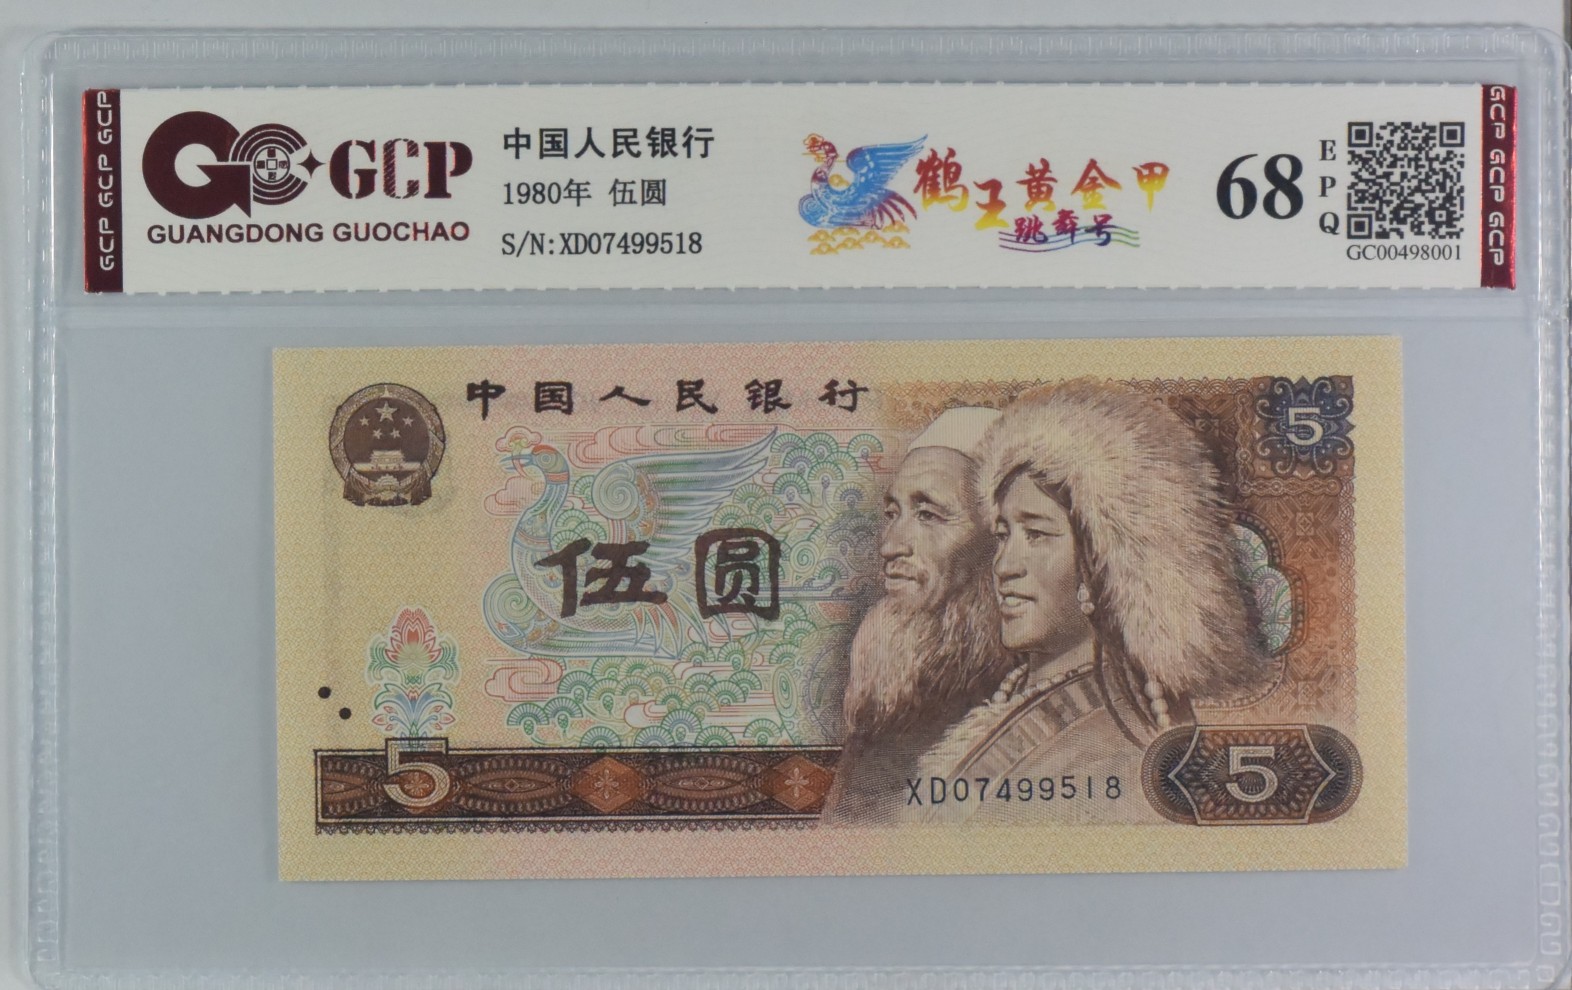 GCP GCP GCP
GCP
GUANGDONG GUOCHAO
中国人民银行
1980年 伍圆
S/N:XD07499518
鹤王黄金甲
跳舞号
68
EPQ
GC00498001
GCP GCP GCP
中国人民银行
5
伍圆
5
XD07499518
5